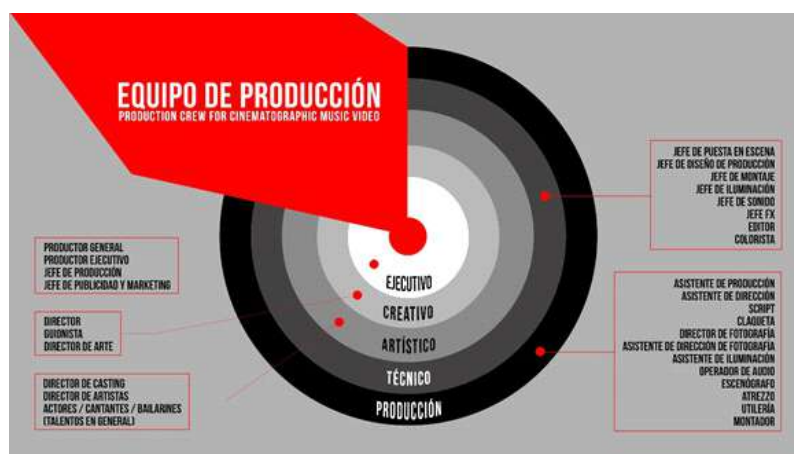 EQUIPO DE PRODUCCIÓN
PRODUCTION CREW FOR CINEMATOGRAPHIC MUSIC VIDEO
PRODUCTOR GENERAL
PRODUCTOR EJECUTIVO
JEFE DE PRODUCCIÓN
JEFE DE PUBLICIDAD Y MARKETING
DIRECTOR
GUIONISTA
DIRECTOR DE ARTE
DIRECTOR DE CASTING
DIRECTOR DE ARTISTAS
ACTORES / CANTANTES / BAILARINES
(TALENTOS EN GENERAL)
EJECUTIVO
CREATIVO
ARTÍSTICO
TÉCNICO
PRODUCCIÓN
JEFE DE PUESTA EN ESCENA
JEFE DE DISEÑO DE PRODUCCIÓN
JEFE DE MONTAJE
JEFE DE ILUMINACIÓN
JEFE DE SONIDO
JEFE FX
EDITOR
COLORISTA
ASISTENTE DE PRODUCCIÓN
ASISTENTE DE DIRECCIÓN
SCRIPT
CLAQUETA
DIRECTOR DE FOTOGRAFÍA
ASISTENTE DE DIRECCIÓN DE FOTOGRAFÍA
ASISTENTE DE ILUMINACIÓN
OPERADOR DE AUDIO
ESCENÓGRAFO
ATREZZO
UTILERÍA
MONTADOR